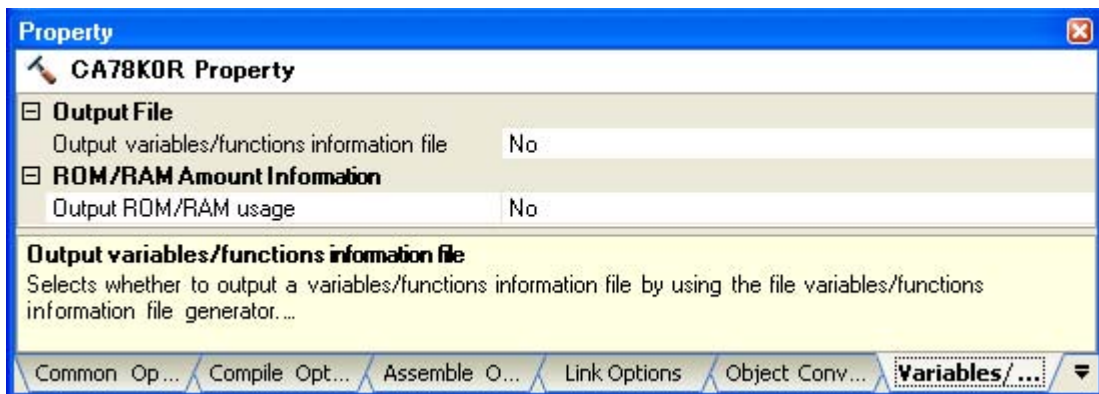 Property
CA78K0R Property
Output File
Output variables/functions information file No
ROM/RAM Amount Information
Output ROM/RAM usage No
Output variables/functions information file
Selects whether to output a variables/functions information file by using the file variables/functions
information file generator....
Common Op... Compile Opt... Assemble O... Link Options Object Conv... Variables/ ...